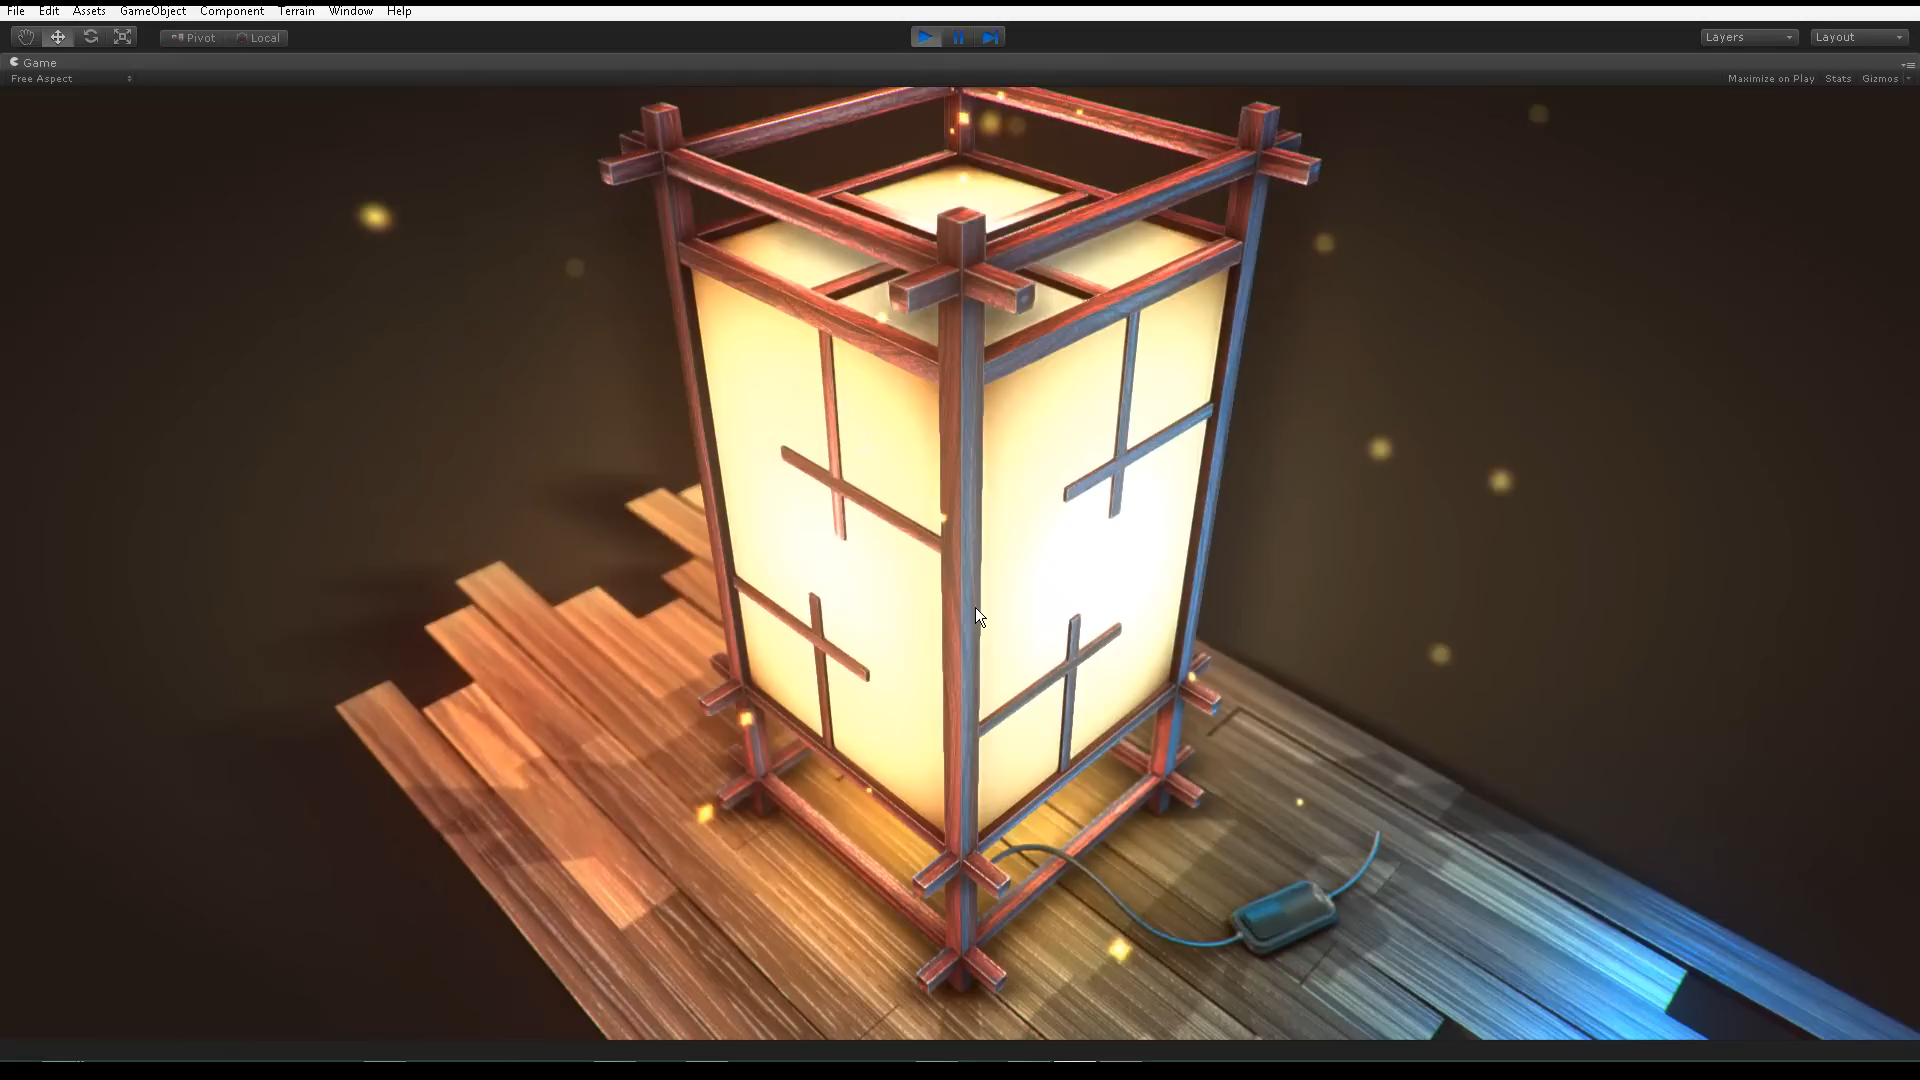 File Edit Assets GameObject Component Terrain Window Help
Pivot Local Layers Layout
Game
Free Aspect Maximize on Play Stats Gizmos